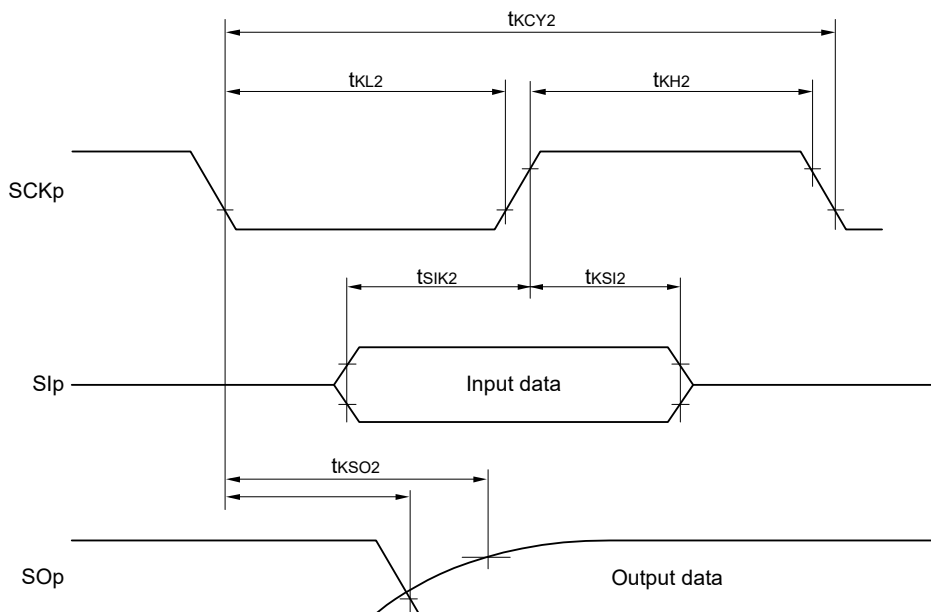 tKCY2
tKL2
tKH2
SCKp
tSIK2
tKSI2
SIp
Input data
tKSO2
SOp
Output data